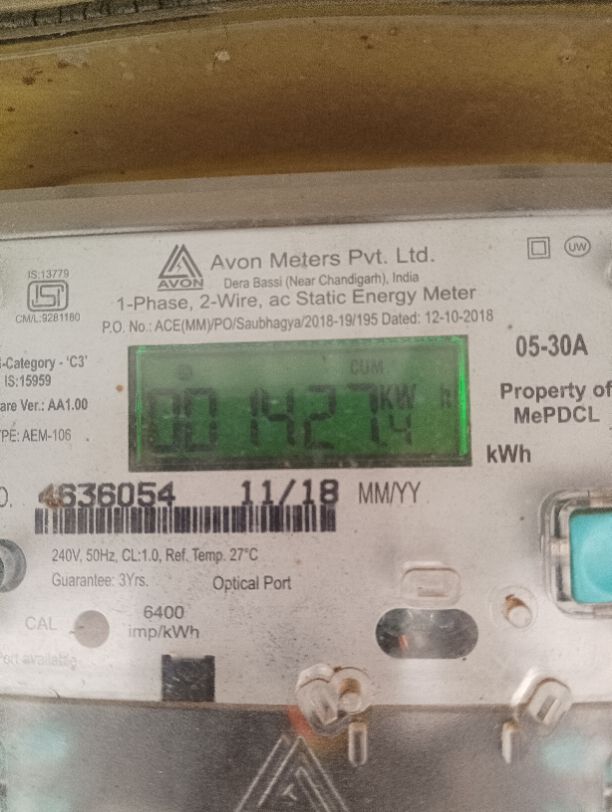 Avon Meters Pvt. Ltd.
AVON
Dera Bassi (Near Chandigarh), India
IS:13779
CM/L:9281180
1-Phase, 2-Wire, ac Static Energy Meter
P.O. No.: ACE(MM)/PO/Saubhagya/2018-19/195 Dated: 12-10-2018
UW
-Category - 'C3'
IS:15959
are Ver.: AA1.00
PE: AEM-106
CUM
001427.4 KW h
05-30A
Property of
MePDCL
kWh
O. 4636054 11/18 MM/YY
240V, 50Hz, CL:1.0, Ref. Temp. 27°C
Guarantee: 3Yrs. Optical Port
CAL
6400
imp/kWh
Port available